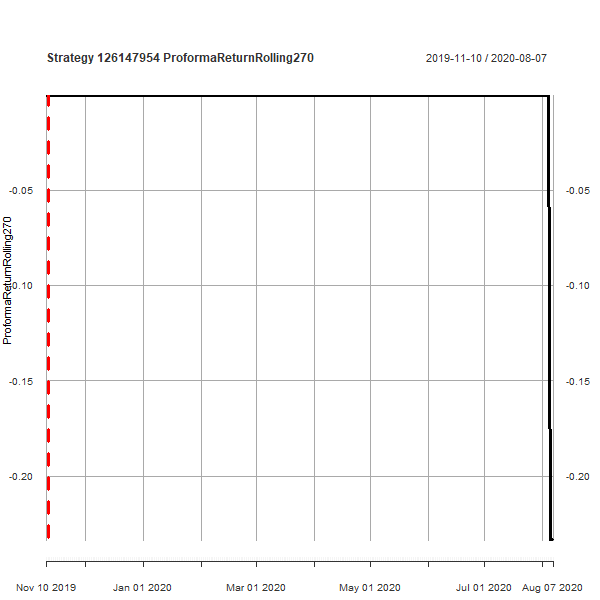 Strategy 126147954 ProformaReturnRolling270
2019-11-10 / 2020-08-07
-0.05
-0.10
-0.15
-0.20
ProformaReturnRolling270
-0.05
-0.10
-0.15
-0.20
Nov 10 2019
Jan 01 2020
Mar 01 2020
May 01 2020
Jul 01 2020
Aug 07 2020